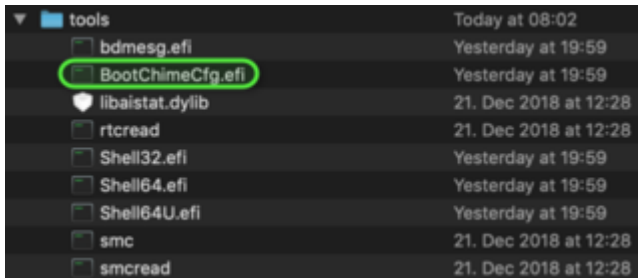 tools Today at 08:02
bdmesg.efi Yesterday at 19:59
BootChimeCfg.efi Yesterday at 19:59
libaistat.dylib 21. Dec 2018 at 12:28
rtcread 21. Dec 2018 at 12:28
Shell32.efi Yesterday at 19:59
Shell64.efi Yesterday at 19:59
Shell64U.efi Yesterday at 19:59
smc 21. Dec 2018 at 12:28
smcread 21. Dec 2018 at 12:28